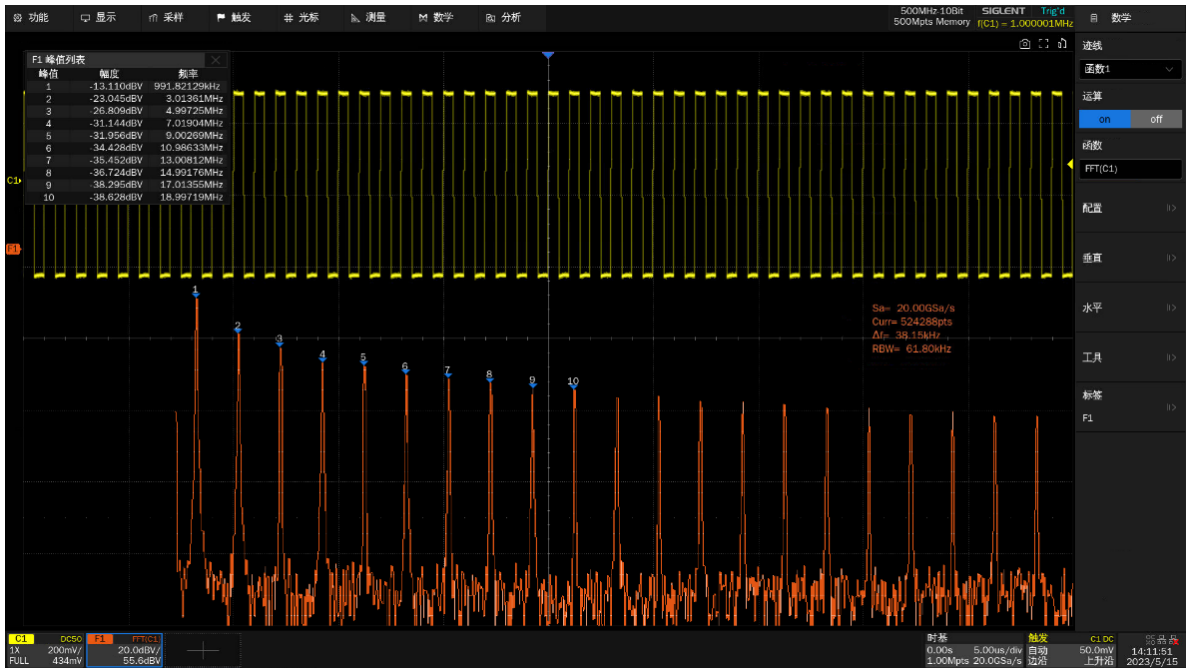 功能 显示 采样 触发 光标 测量 数学 分析
500MHz-10Bit SIGLENT Trig'd
500Mpts Memory f(C1) = 1.000001MHz
数学
F1 峰值列表
峰值 幅度 频率
1 -13.110dBV 991.82129kHz
2 -23.045dBV 3.01361MHz
3 -26.809dBV 4.99725MHz
4 -31.144dBV 7.01904MHz
5 -31.956dBV 9.00269MHz
6 -34.428dBV 10.98633MHz
7 -35.452dBV 13.00812MHz
8 -36.724dBV 14.99176MHz
9 -38.295dBV 17.01355MHz
10 -38.628dBV 18.99719MHz
C1
F1
1
2
3
4
5
6
7
8
9
10
Sa= 20.00GSa/s
Curr= 524288pts
Δf= 38.15kHz
RBW= 61.80kHz
迹线
函数1
运算
on off
函数
FFT(C1)
配置
垂直
水平
工具
标签
F1
C1 DC50
1X 200mV/
FULL 434mV
F1 FFT(C1)
20.0dBV/
55.6dBV
时基
0.00s 5.00us/div
1.00Mpts 20.0GSa/s
触发 C1 DC
自动 50.0mV
边沿 上升沿
14:11:51
2023/5/15